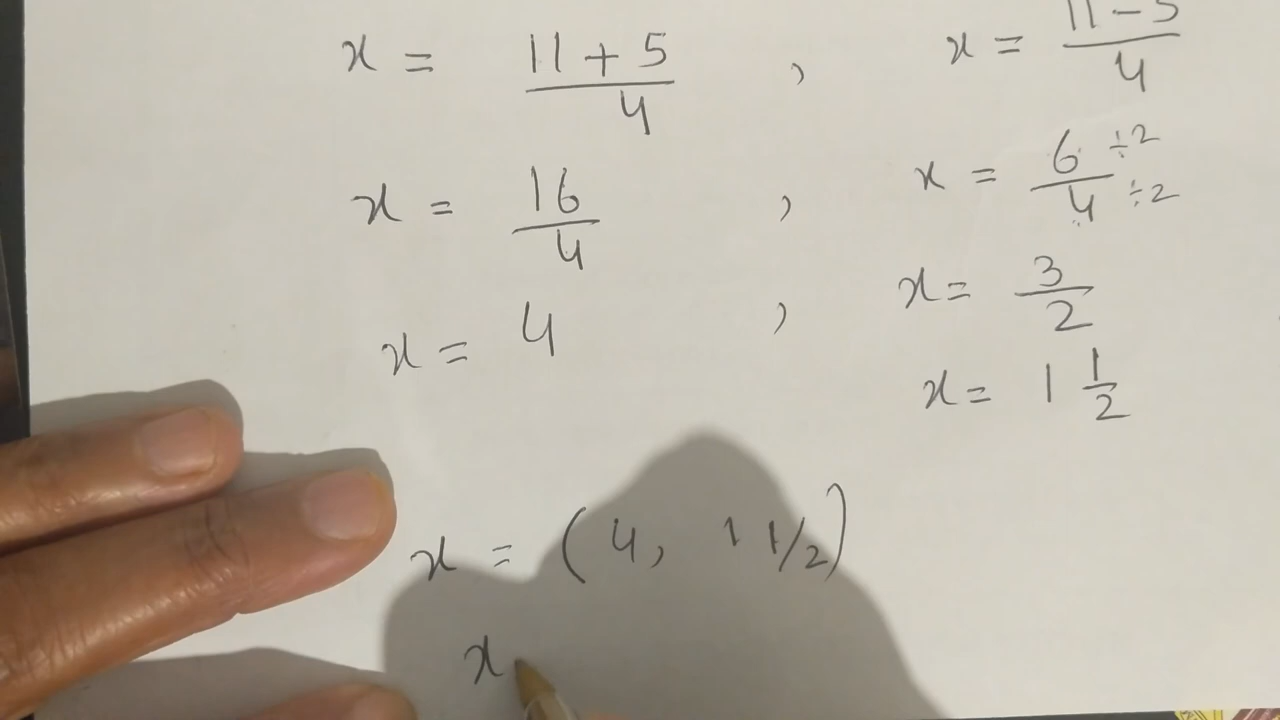 x = 11 + 5 / 4 , x = 11 - 5 / 4
x = 16 / 4 , x = 6 ÷2 / 4 ÷2
x = 4 , x = 3 / 2
x = 1 1/2
x = (4, 1 1/2)
x